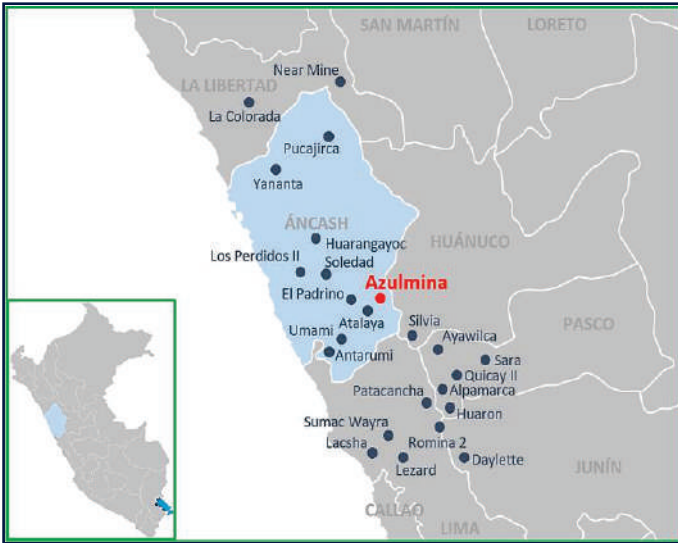 SAN MARTÍN
LORETO
Near Mine
LA LIBERTAD
La Colorada
Pucajirca
Yananta
ÁNCASH
Huarangayoc
HUÁNUCO
Los Perdidos II
Soledad
Azulmina
El Padrino
Atalaya
Silvia
PASCO
Umami
Ayawilca
Antarumi
Sara
Quicay II
Patacancha
Alpamarca
Huaron
Sumac Wayra
Romina 2
Lacsha
Lezard
Daylette
JUNÍN
CALLAO
LIMA